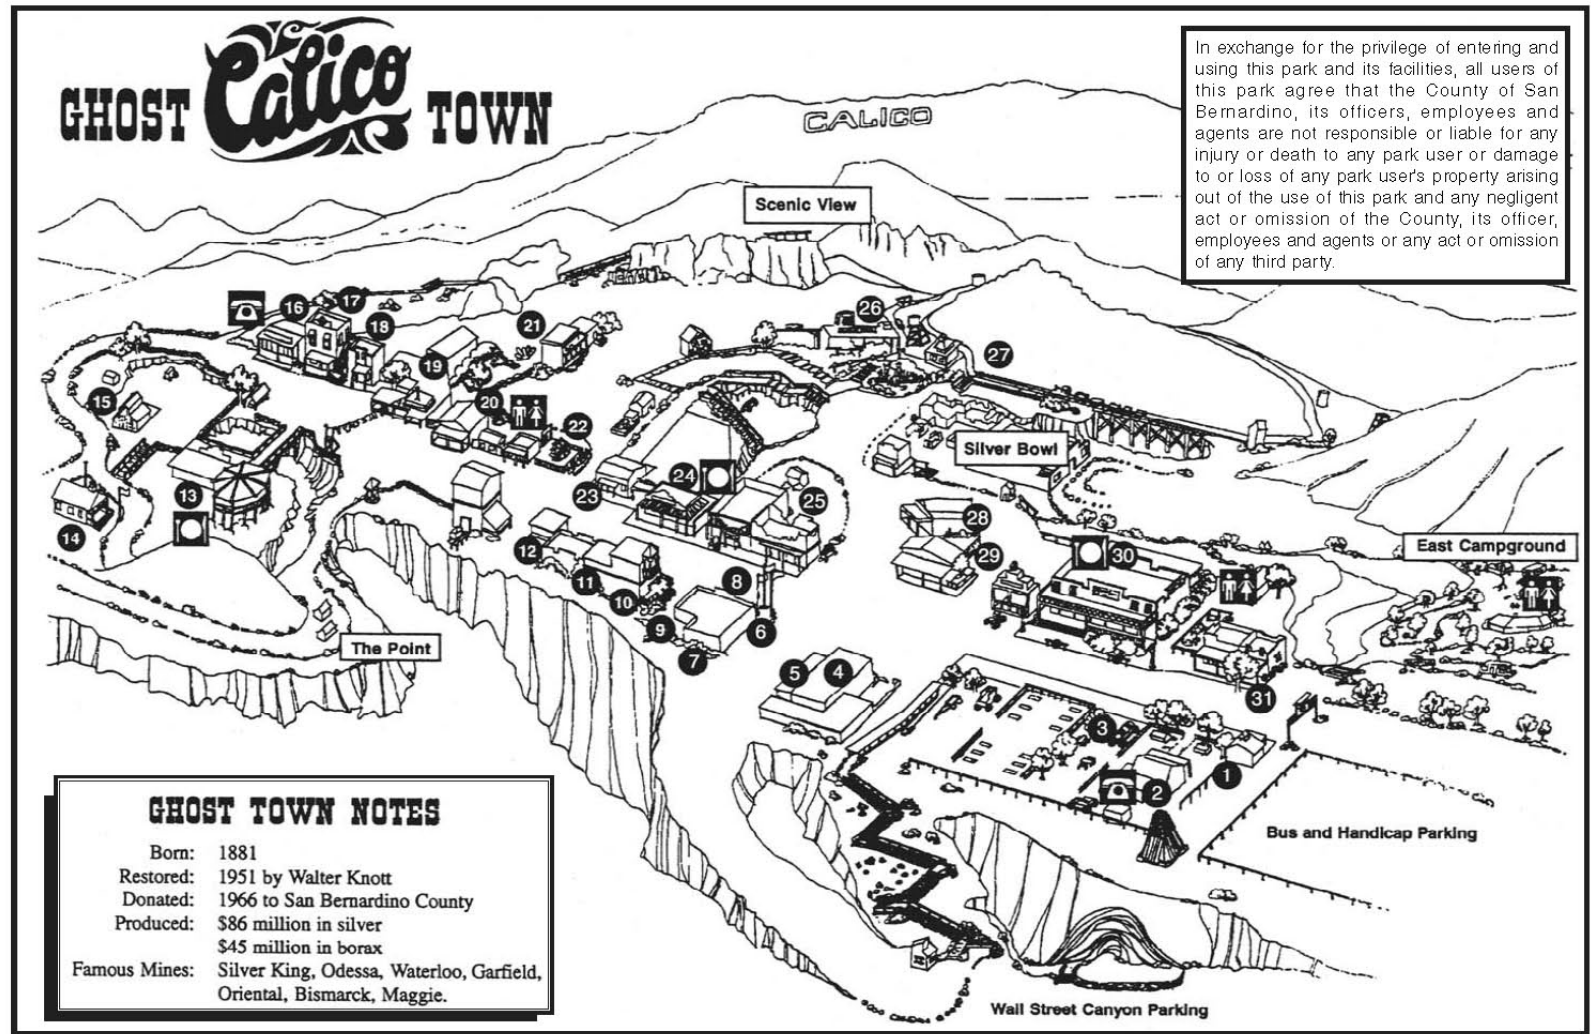 GHOST Calico TOWN
In exchange for the privilege of entering and
using this park and its facilities, all users of
this park agree that the County of San
Bernardino, its officers, employees and
agents are not responsible or liable for any
injury or death to any park user or damage
to or loss of any park user's property arising
out of the use of this park and any negligent
act or omission of the County, its officer,
employees and agents or any act or omission
of any third party.
CALICO
Scenic View
16
17
18
19
21
26
27
15
20
22
Silver Bowl
13
14
23
24
25
12
11
10
9
8
7
6
28
29
30
East Campground
The Point
5
4
31
3
1
2
Bus and Handicap Parking
GHOST TOWN NOTES
Born: 1881
Restored: 1951 by Walter Knott
Donated: 1966 to San Bernardino County
Produced: $86 million in silver
$45 million in borax
Famous Mines: Silver King, Odessa, Waterloo, Garfield,
Oriental, Bismarck, Maggie.
Wall Street Canyon Parking